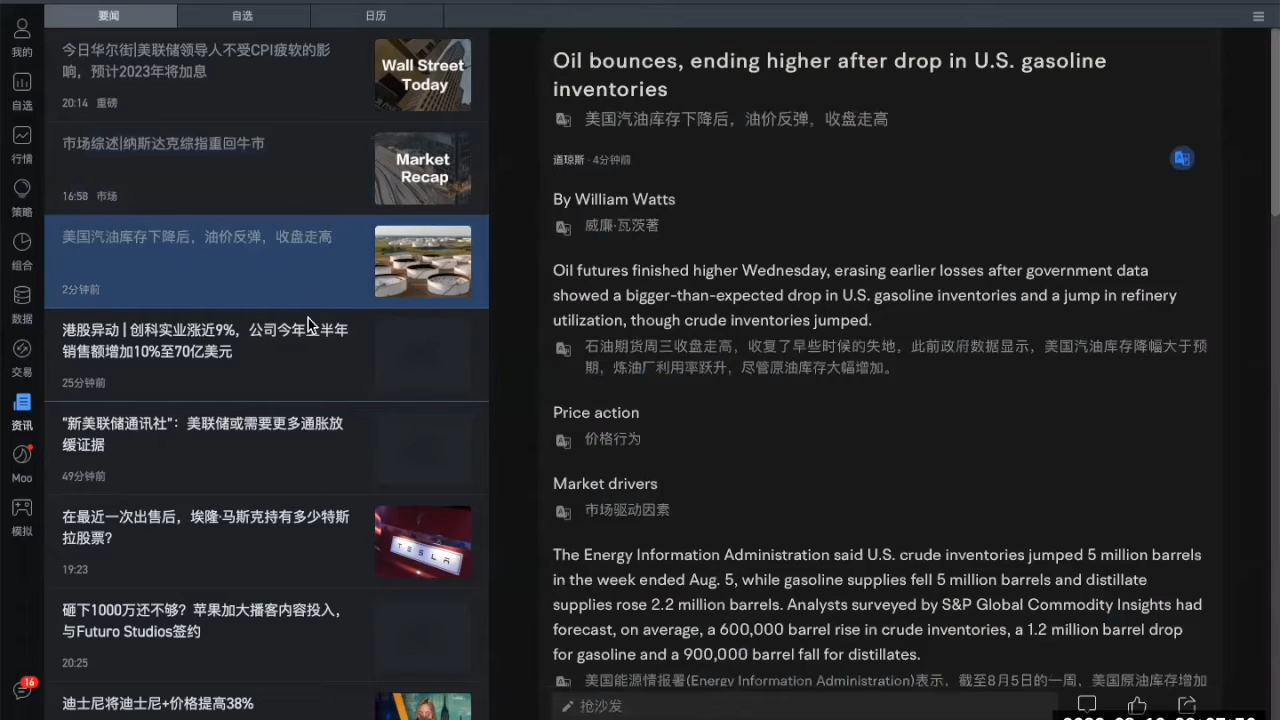 要闻
自选
日历
我的
自选
行情
策略
组合
数据
交易
资讯
Moo
模拟
16
今日华尔街|美联储领导人不受CPI疲软的影
响，预计2023年将加息
20:14 重磅
Wall Street
Today
市场综述|纳斯达克综指重回牛市
16:58 市场
Market
Recap
美国汽油库存下降后，油价反弹，收盘走高
2分钟前
港股异动 | 创科实业涨近9%，公司今年上半年
销售额增加10%至70亿美元
25分钟前
"新美联储通讯社"：美联储或需要更多通胀放
缓证据
49分钟前
在最近一次出售后，埃隆·马斯克持有多少特斯
拉股票？
19:23
TESLA
砸下1000万还不够？苹果加大播客内容投入，
与Futuro Studios签约
20:25
迪士尼将迪士尼+价格提高38%
Oil bounces, ending higher after drop in U.S. gasoline
inventories
美国汽油库存下降后，油价反弹，收盘走高
道琼斯 · 4分钟前
By William Watts
威廉·瓦茨著
Oil futures finished higher Wednesday, erasing earlier losses after government data
showed a bigger-than-expected drop in U.S. gasoline inventories and a jump in refinery
utilization, though crude inventories jumped.
石油期货周三收盘走高，收复了早些时候的失地，此前政府数据显示，美国汽油库存降幅大于预
期，炼油厂利用率跃升，尽管原油库存大幅增加。
Price action
价格行为
Market drivers
市场驱动因素
The Energy Information Administration said U.S. crude inventories jumped 5 million barrels
in the week ended Aug. 5, while gasoline supplies fell 5 million barrels and distillate
supplies rose 2.2 million barrels. Analysts surveyed by S&P Global Commodity Insights had
forecast, on average, a 600,000 barrel rise in crude inventories, a 1.2 million barrel drop
for gasoline and a 900,000 barrel fall for distillates.
美国能源情报署(Energy Information Administration)表示，截至8月5日的一周，美国原油库存增加
抢沙发